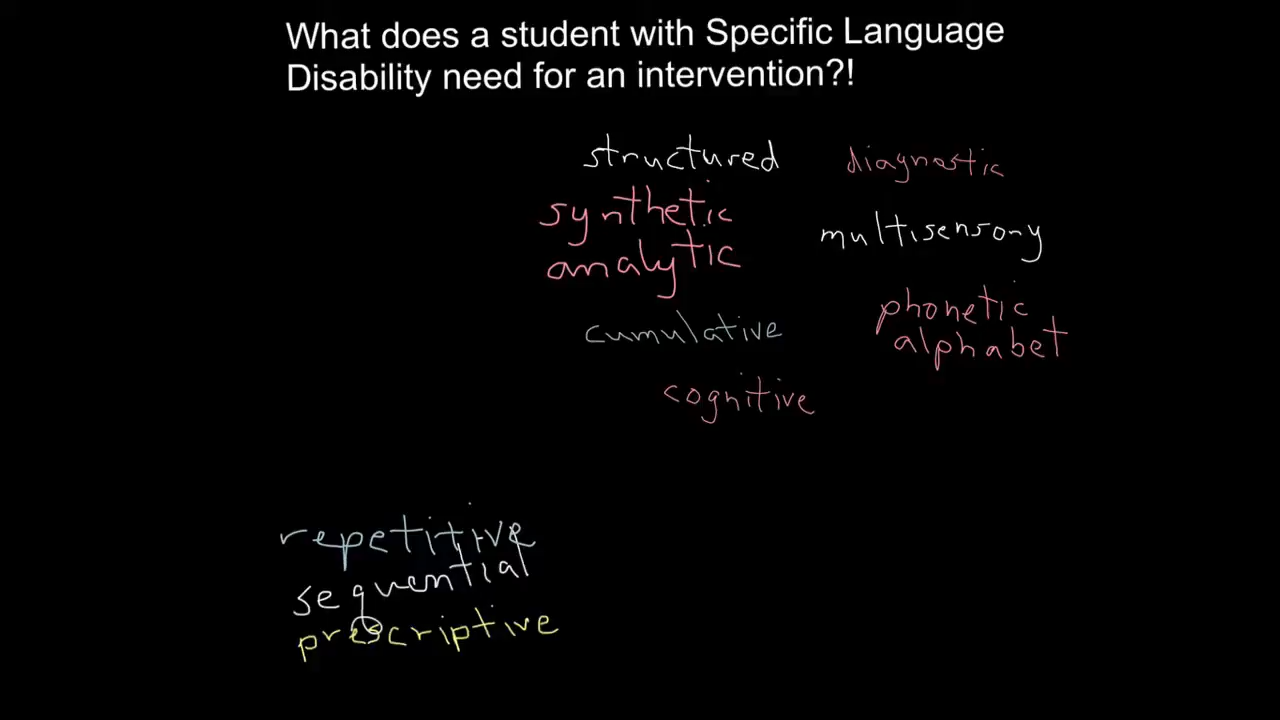 What does a student with Specific Language
Disability need for an intervention?!
structured
diagnostic
synthetic
multisensory
analytic
phonetic
cumulative
alphabet
cognitive
repetitive
sequential
prescriptive